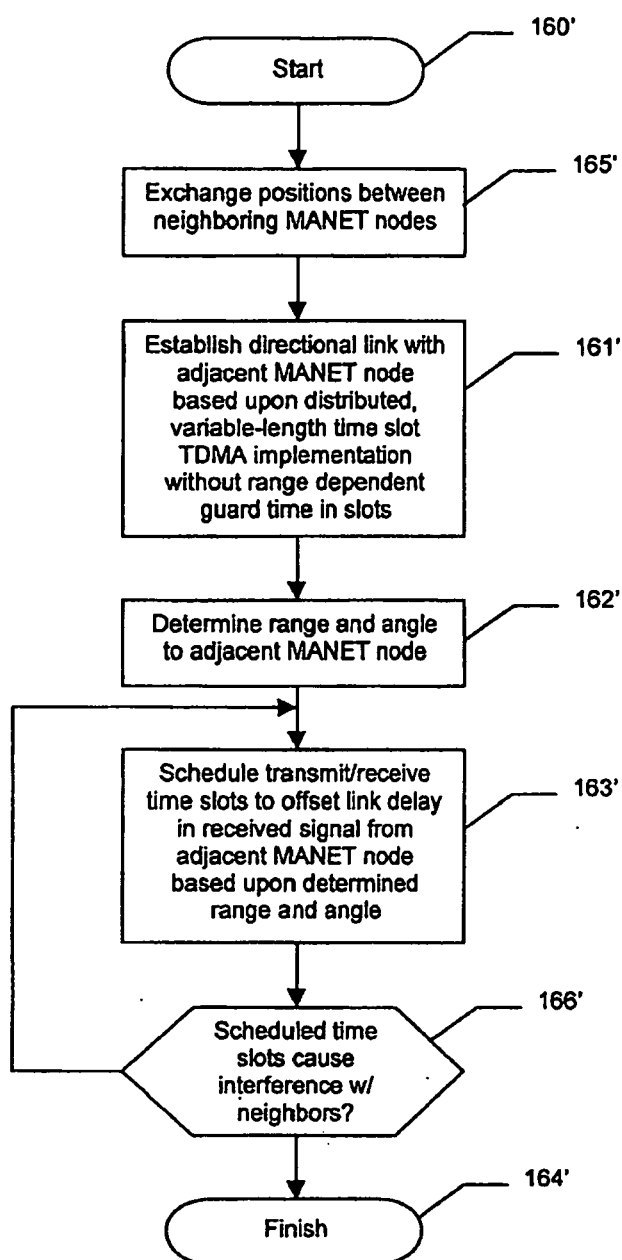 160'
Start
165'
Exchange positions between
neighboring MANET nodes
161'
Establish directional link with
adjacent MANET node
based upon distributed,
variable-length time slot
TDMA implementation
without range dependent
guard time in slots
162'
Determine range and angle
to adjacent MANET node
163'
Schedule transmit/receive
time slots to offset link delay
in received signal from
adjacent MANET node
based upon determined
range and angle
166'
Scheduled time
slots cause
interference w/
neighbors?
164'
Finish